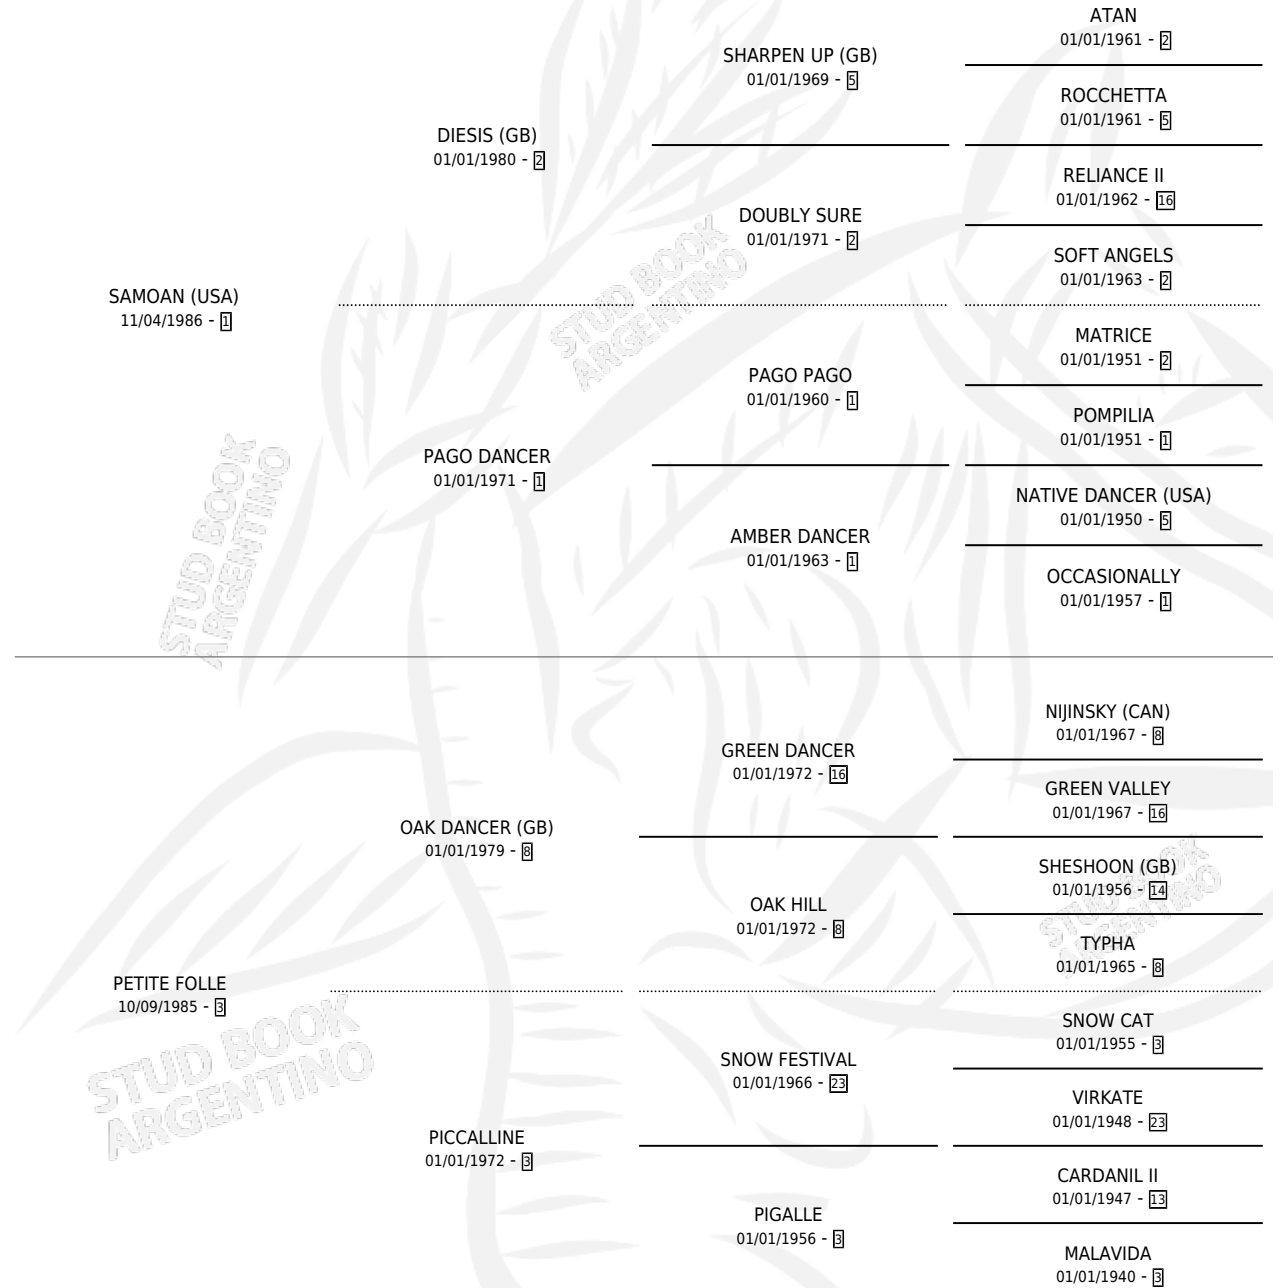 ATAN
01/01/1961 - 2
SHARPEN UP (GB)
01/01/1969 - 5
ROCCHETTA
01/01/1961 - 5
DIESIS (GB)
01/01/1980 - 2
RELIANCE II
01/01/1962 - 16
DOUBLY SURE
01/01/1971 - 2
SOFT ANGELS
01/01/1963 - 2
SAMOAN (USA)
11/04/1986 - 1
STUD BOOK
ARGENTINO
MATRICE
01/01/1951 - 2
PAGO PAGO
01/01/1960 - 1
POMPILIA
01/01/1951 - 1
PAGO DANCER
01/01/1971 - 1
NATIVE DANCER (USA)
01/01/1950 - 5
AMBER DANCER
01/01/1963 - 1
OCCASIONALLY
01/01/1957 - 1
STUD BOOK
ARGENTINO
NIJINSKY (CAN)
01/01/1967 - 8
GREEN DANCER
01/01/1972 - 16
GREEN VALLEY
01/01/1967 - 16
OAK DANCER (GB)
01/01/1979 - 8
SHESHOON (GB)
01/01/1956 - 14
OAK HILL
01/01/1972 - 8
STUD BOOK
ARGENTINO
TYPHA
01/01/1965 - 8
PETITE FOLLE
10/09/1985 - 3
SNOW CAT
01/01/1955 - 3
SNOW FESTIVAL
01/01/1966 - 23
STUD BOOK
ARGENTINO
VIRKATE
01/01/1948 - 23
PICCALLINE
01/01/1972 - 3
CARDANIL II
01/01/1947 - 13
PIGALLE
01/01/1956 - 3
MALAVIDA
01/01/1940 - 3